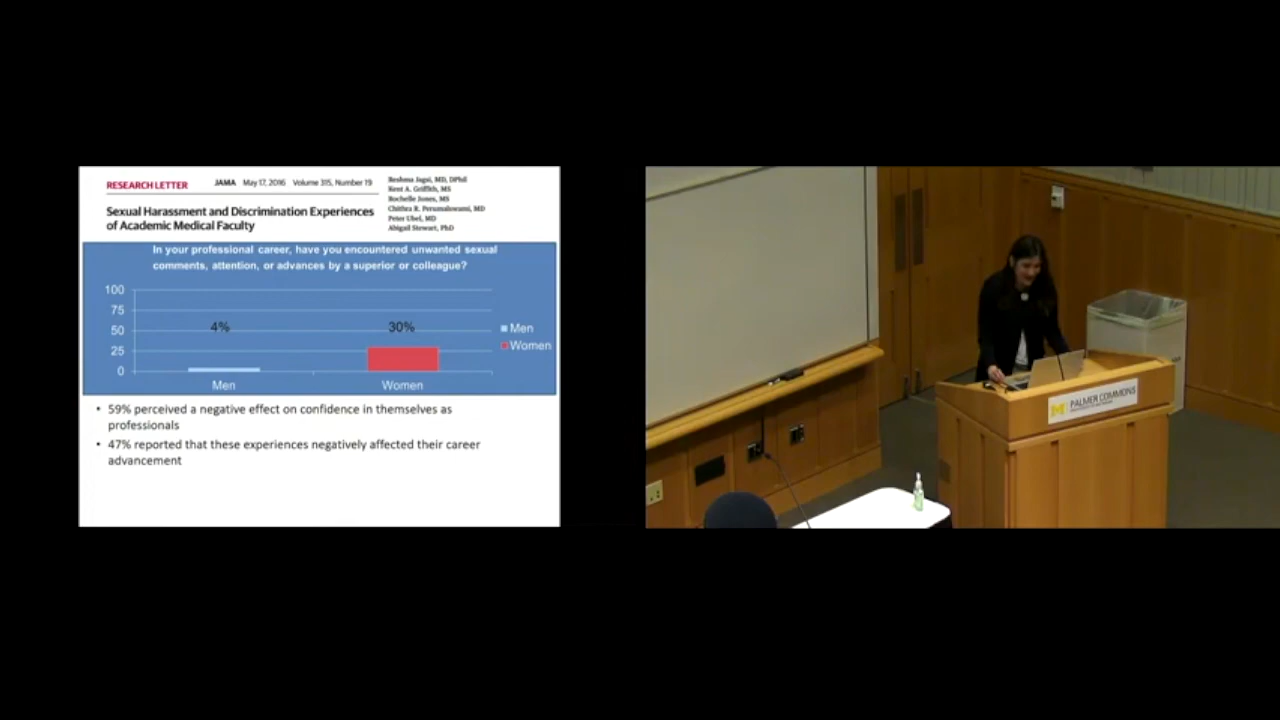 RESEARCH LETTER
JAMA May 17, 2016 Volume 315, Number 19
Reshma Jagsi, MD, DPhil
Kent A. Griffith, MS
Rochelle Jones, MS
Chithra R. Perumalswami, MD
Peter Ubel, MD
Abigail Stewart, PhD
Sexual Harassment and Discrimination Experiences
of Academic Medical Faculty
In your professional career, have you encountered unwanted sexual
comments, attention, or advances by a superior or colleague?
100
75
50
25
0
4%
30%
Men
Women
Men
Women
• 59% perceived a negative effect on confidence in themselves as
professionals
• 47% reported that these experiences negatively affected their career
advancement
M PALMER COMMONS